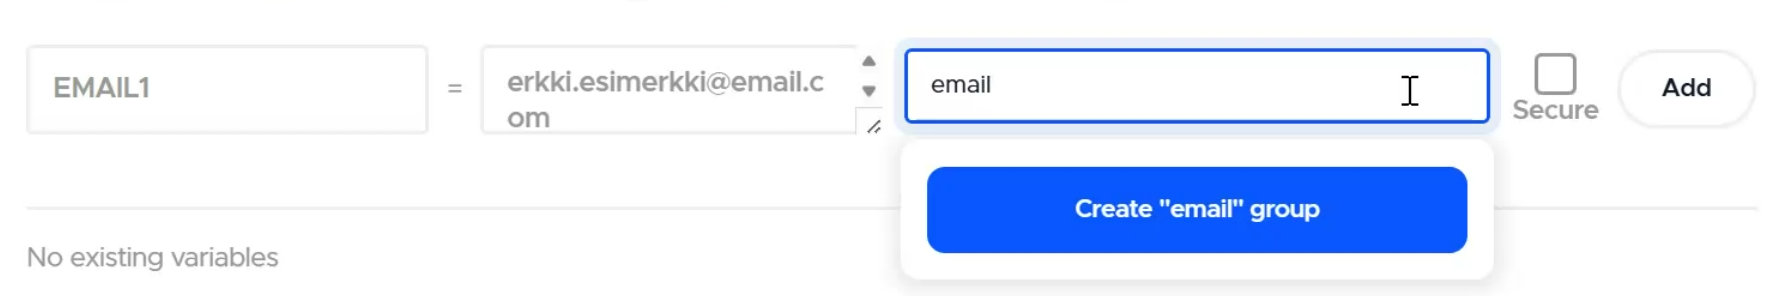 EMAIL1
=
erkki.esimerkki@email.c
om
email
Secure
Add
Create "email" group
No existing variables